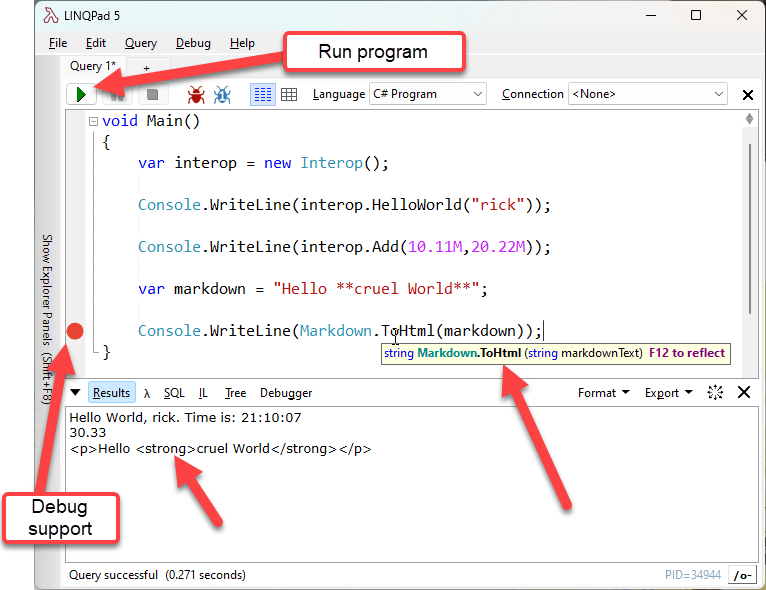 LINQPad 5
File Edit Query Debug Help
Run program
Query 1* +
Language C# Program Connection <None>
void Main()
{
var interop = new Interop();
Console.WriteLine(interop.HelloWorld("rick"));
Console.WriteLine(interop.Add(10.11M,20.22M));
var markdown = "Hello **cruel World**";
Console.WriteLine(Markdown.ToHtml(markdown));
string Markdown.ToHtml (string markdownText) F12 to reflect
}
Show Explorer Panels (Shift+F8)
Results λ SQL IL Tree Debugger Format Export
Hello World, rick. Time is: 21:10:07
30.33
<p>Hello <strong>cruel World</strong></p>
Debug
support
Query successful (0.271 seconds) PID=34944 /o-